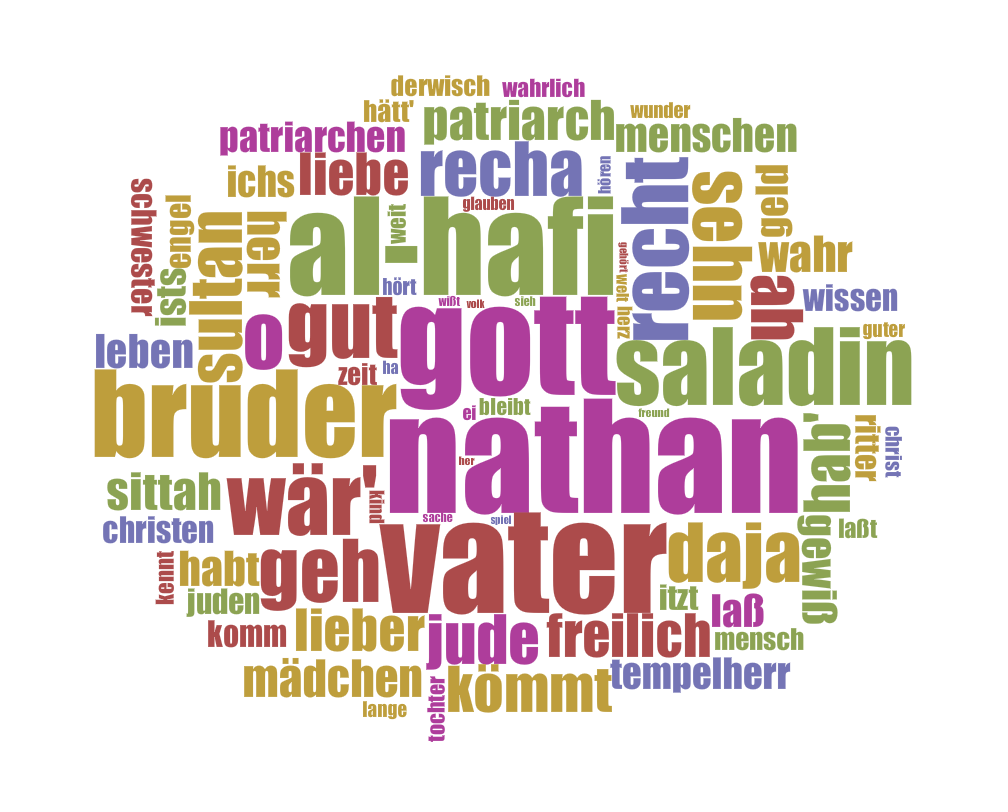 derwisch
wahrlich
hätt'
patriarch
wunder
patriarchen
menschen
ichs
liebe
recha
hören
recht
sehn
geld
schwester
engel
sultan
herr
al-hafi
weit
glauben
gehört
wahr
ists
hört
welt
ah
wissen
o
gut
wißt
volk
sieh
gott
herz
saladin
guter
leben
zeit
ha
bruder
ei
bleibt
freund
nathan
her
hab'
ritter
christ
sittah
wär'
kind
christen
sache
spiel
vater
daja
gewiß
laßt
kennt
habt
geh
juden
itzt
laß
komm
lieber
jude
freilich
mensch
mädchen
kömmt
tempelherr
tochter
lange